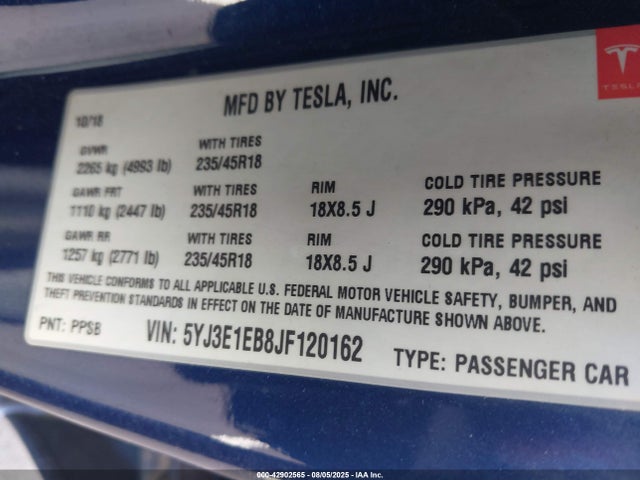 TESLA
MFD BY TESLA, INC.
10/18
GVWR WITH TIRES
2265 kg (4993 lb) 235/45R18
GAWR FRT WITH TIRES RIM COLD TIRE PRESSURE
1110 kg (2447 lb) 235/45R18 18X8.5 J 290 kPa, 42 psi
GAWR RR WITH TIRES RIM COLD TIRE PRESSURE
1257 kg (2771 lb) 235/45R18 18X8.5 J 290 kPa, 42 psi
THIS VEHICLE CONFORMS TO ALL APPLICABLE U.S. FEDERAL MOTOR VEHICLE SAFETY, BUMPER, AND
THEFT PREVENTION STANDARDS IN EFFECT ON THE DATE OF MANUFACTURE SHOWN ABOVE.
PNT: PPSB VIN: 5YJ3E1EB8JF120162 TYPE: PASSENGER CAR
000-42902565 - 08/05/2025 - IAA Inc.